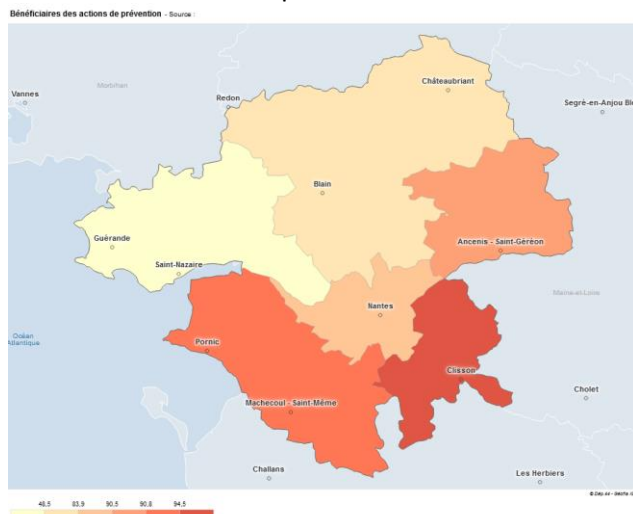 Bénéficiaires des actions de prévention - Source :
Châteaubriant
Morbihan
Vannes
Redon
Segré-en-Anjou Ble
Blain
Guérande
Ancenis - Saint-Géréon
Saint-Nazaire
Maine-et-Loire
Nantes
Océan
Atlantique
Pornic
Clisson
Cholet
Machecoul - Saint-Même
Challans
Les Herbiers
48,5 83,9 90,5 90,8 94,5